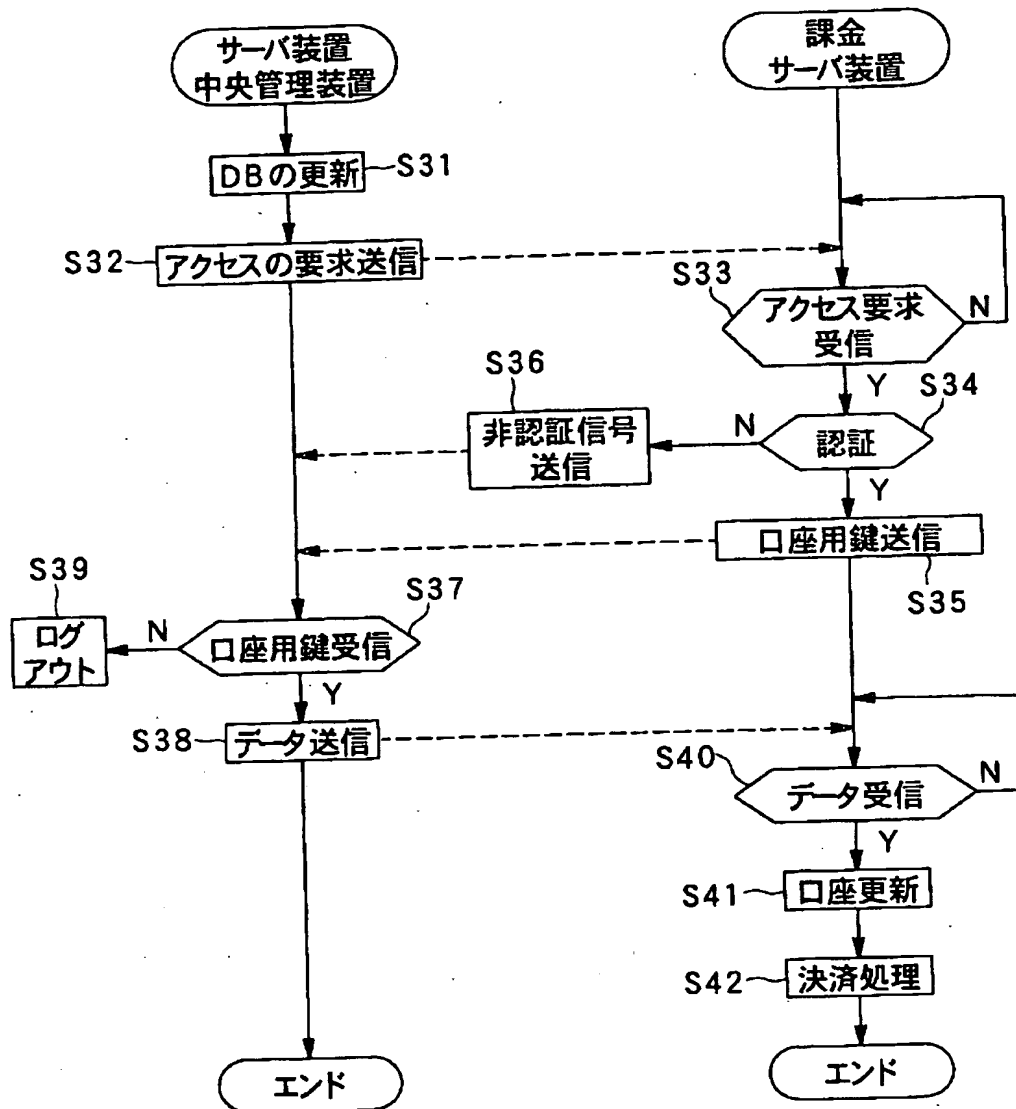 サーバ装置
中央管理装置
課金
サーバ装置
DBの更新
S31
S32
アクセスの要求送信
S33
アクセス要求
受信
N
Y
S34
S36
非認証信号
送信
N
認証
Y
口座用鍵送信
S35
S39
ログ
アウト
N
S37
口座用鍵受信
Y
S38
データ送信
S40
データ受信
N
Y
S41
口座更新
S42
決済処理
エンド
エンド